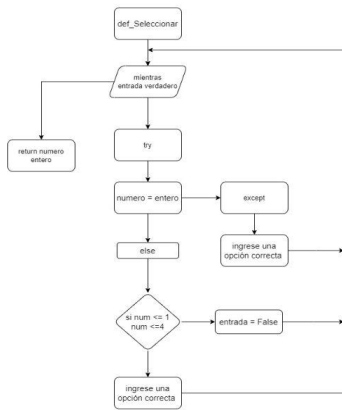 def_Seleccionar
mientras
entrada verdadero
return numero
entero
try
numero = entero
except
else
ingrese una
opción correcta
si num <= 1
num <=4
entrada = False
ingrese una
opción correcta